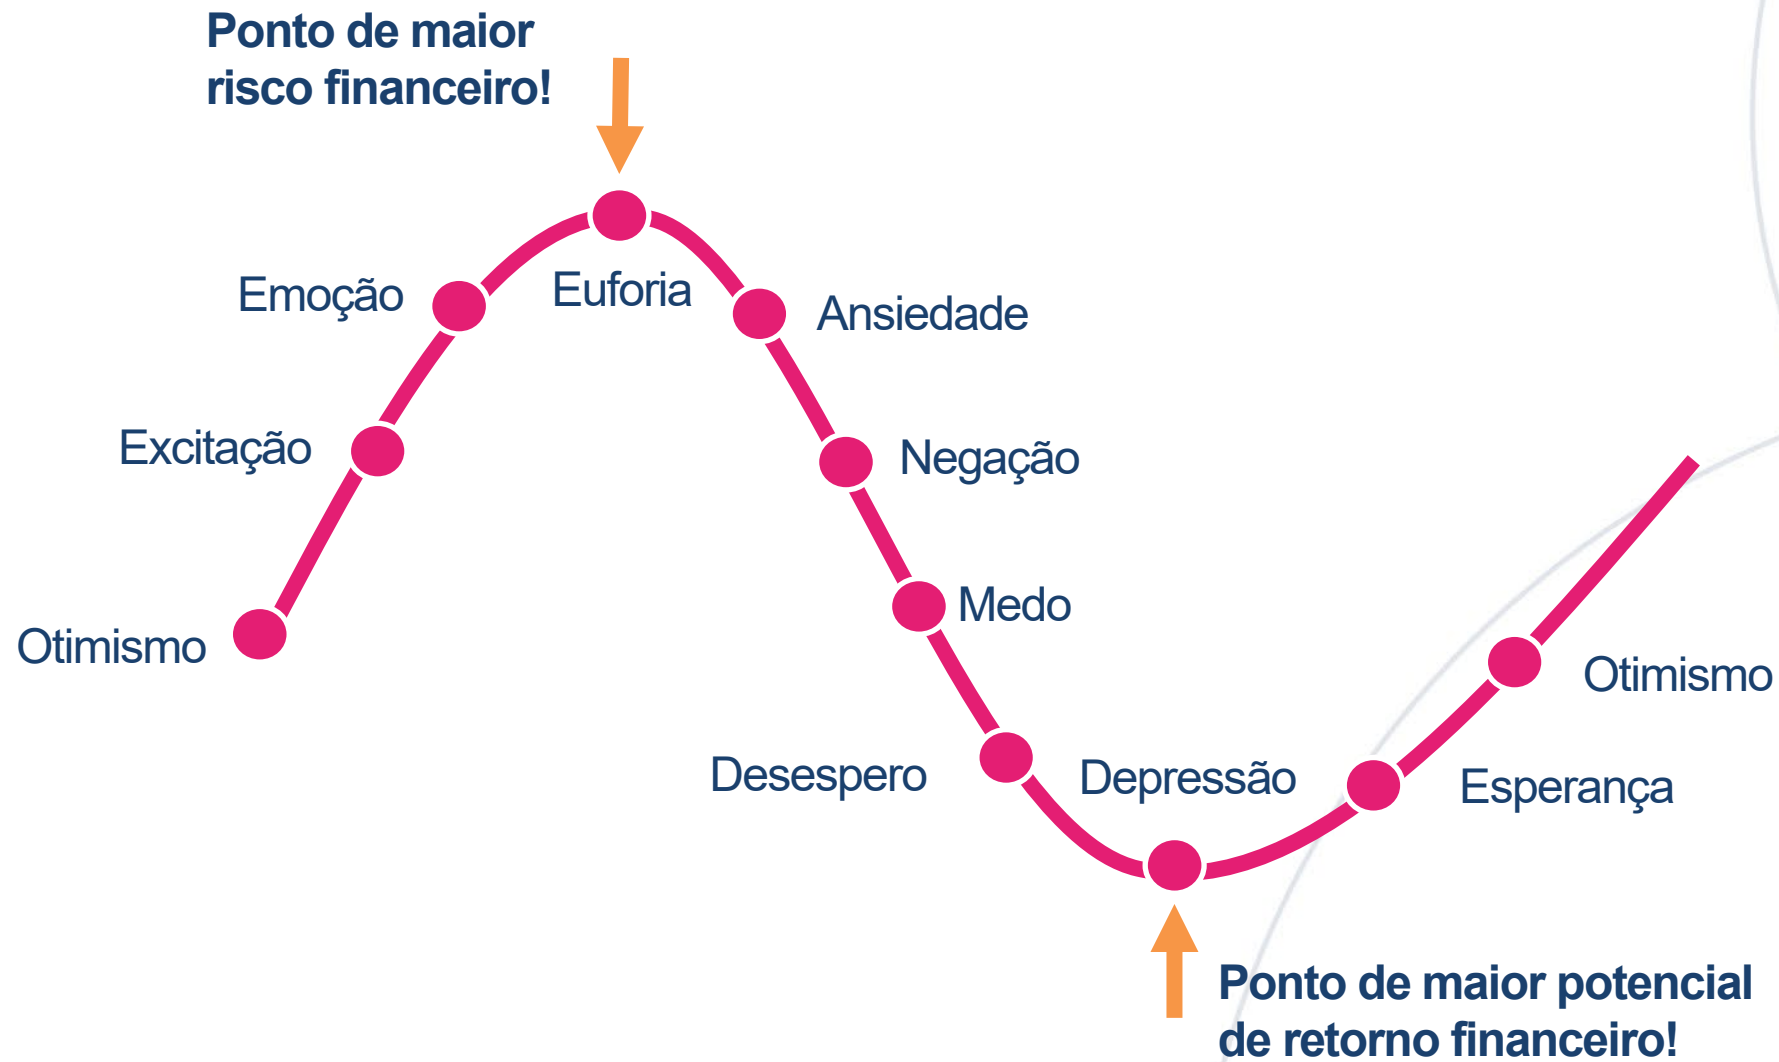 Ponto de maior
risco financeiro!
Emoção
Euforia
Ansiedade
Excitação
Negação
Medo
Otimismo
Otimismo
Desespero
Depressão
Esperança
Ponto de maior potencial
de retorno financeiro!